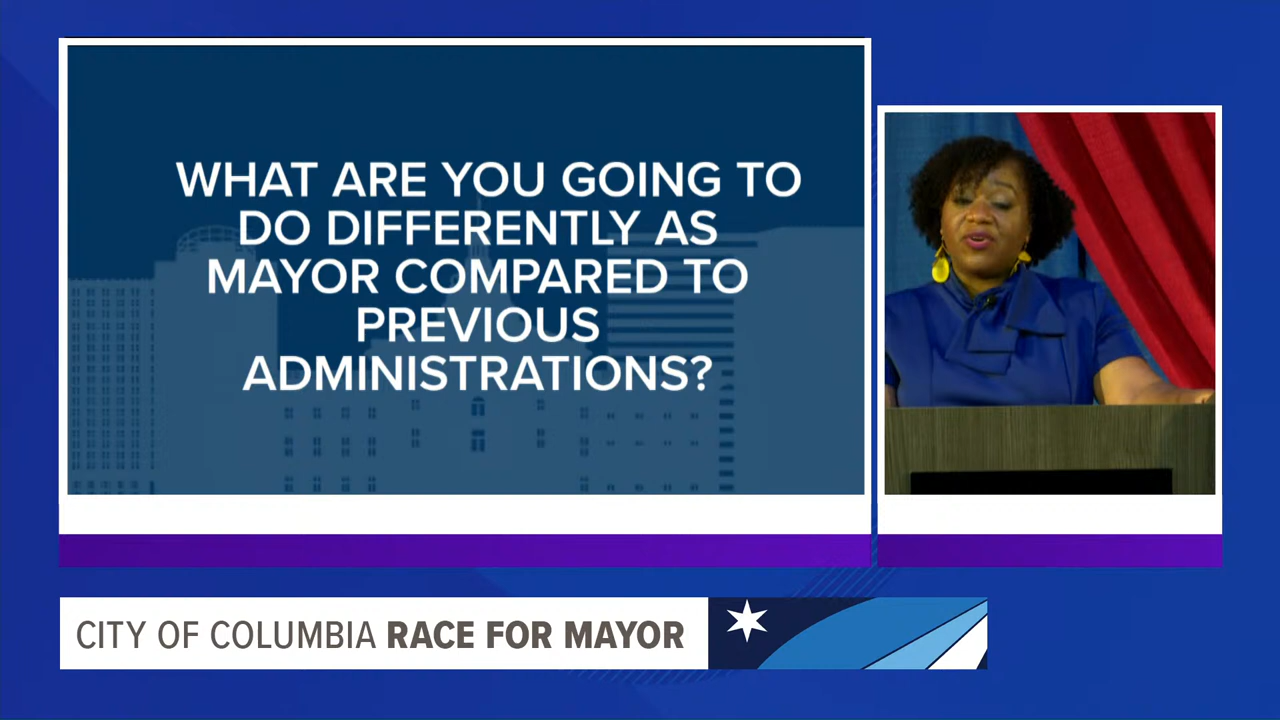 WHAT ARE YOU GOING TO
DO DIFFERENTLY AS
MAYOR COMPARED TO
PREVIOUS
ADMINISTRATIONS?
CITY OF COLUMBIA RACE FOR MAYOR